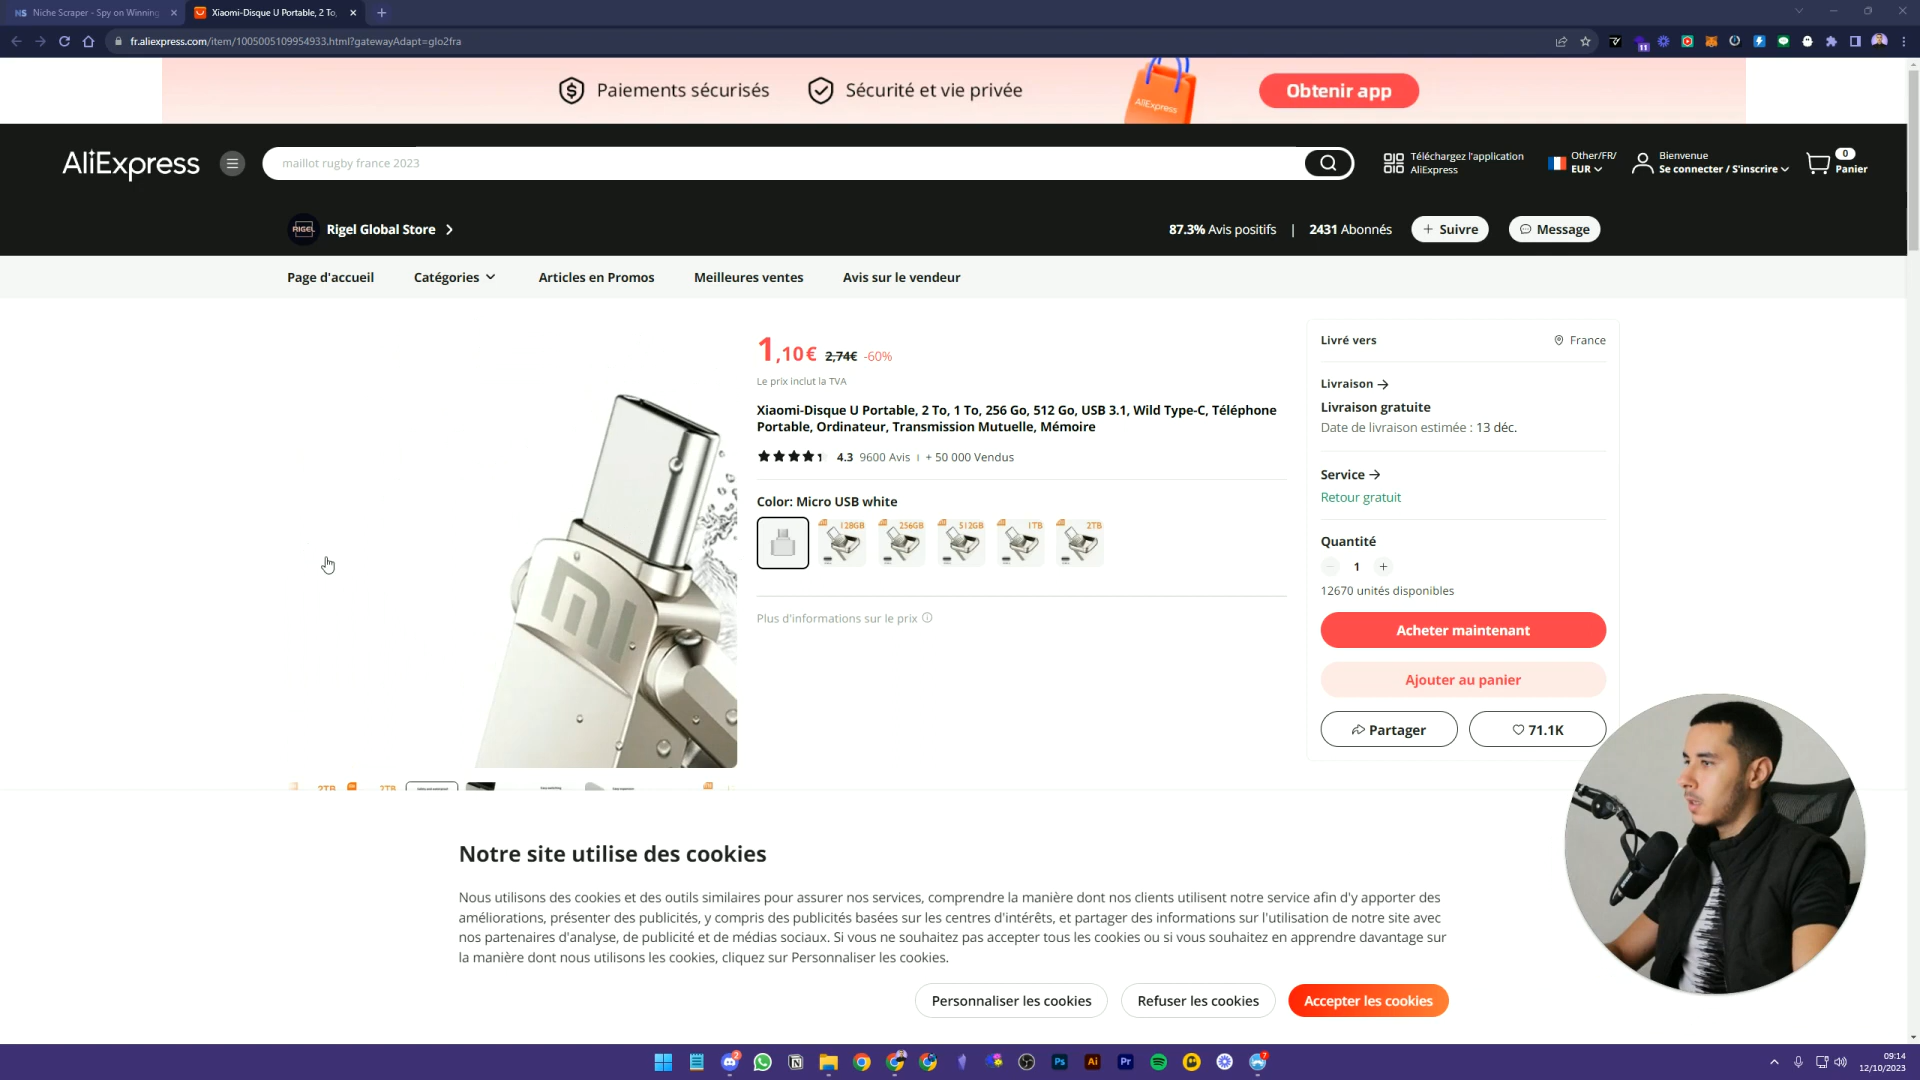 NS Niche Scraper - Spy on Winning
Xiaomi-Disque U Portable, 2 To,
fr.aliexpress.com/item/1005005109954933.html?gatewayAdapt=glo2fra
11
Paiements sécurisés
Sécurité et vie privée
AliExpress
Obtenir app
AliExpress
maillot rugby france 2023
Téléchargez l'application
AliExpress
Other/FR/
EUR
Bienvenue
Se connecter / S'inscrire
0
Panier
RIGEL
Rigel Global Store
87.3% Avis positifs | 2431 Abonnés
+ Suivre
Message
Page d'accueil
Catégories
Articles en Promos
Meilleures ventes
Avis sur le vendeur
1,10€ 2,74€ -60%
Le prix inclut la TVA
Xiaomi-Disque U Portable, 2 To, 1 To, 256 Go, 512 Go, USB 3.1, Wild Type-C, Téléphone
Portable, Ordinateur, Transmission Mutuelle, Mémoire
4.3 9600 Avis | + 50 000 Vendus
Color: Micro USB white
128GB
256GB
512GB
1TB
2TB
Plus d'informations sur le prix
mi
2TB
2TB
Livré vers
France
Livraison
Livraison gratuite
Date de livraison estimée : 13 déc.
Service
Retour gratuit
Quantité
- 1 +
12670 unités disponibles
Acheter maintenant
Ajouter au panier
Partager
71.1K
Notre site utilise des cookies
Nous utilisons des cookies et des outils similaires pour assurer nos services, comprendre la manière dont nos clients utilisent notre service afin d'y apporter des
améliorations, présenter des publicités, y compris des publicités basées sur les centres d'intérêts, et partager des informations sur l'utilisation de notre site avec
nos partenaires d'analyse, de publicité et de médias sociaux. Si vous ne souhaitez pas accepter tous les cookies ou si vous souhaitez en apprendre davantage sur
la manière dont nous utilisons les cookies, cliquez sur Personnaliser les cookies.
Personnaliser les cookies
Refuser les cookies
Accepter les cookies
2
Ps
Ai
Pr
7
09:14
12/10/2023